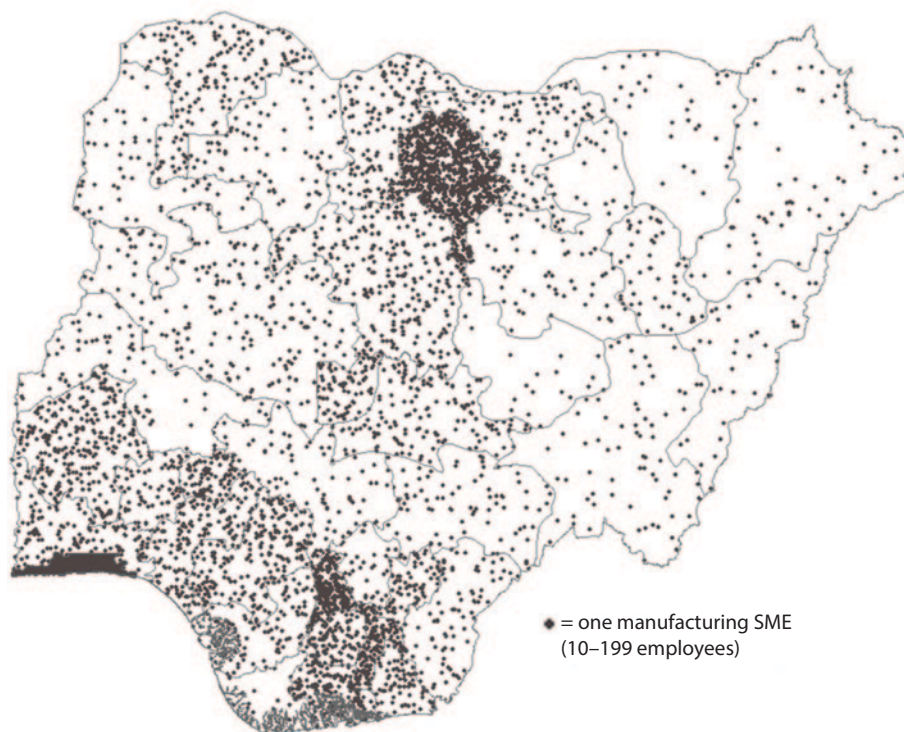 = one manufacturing SME
(10–199 employees)